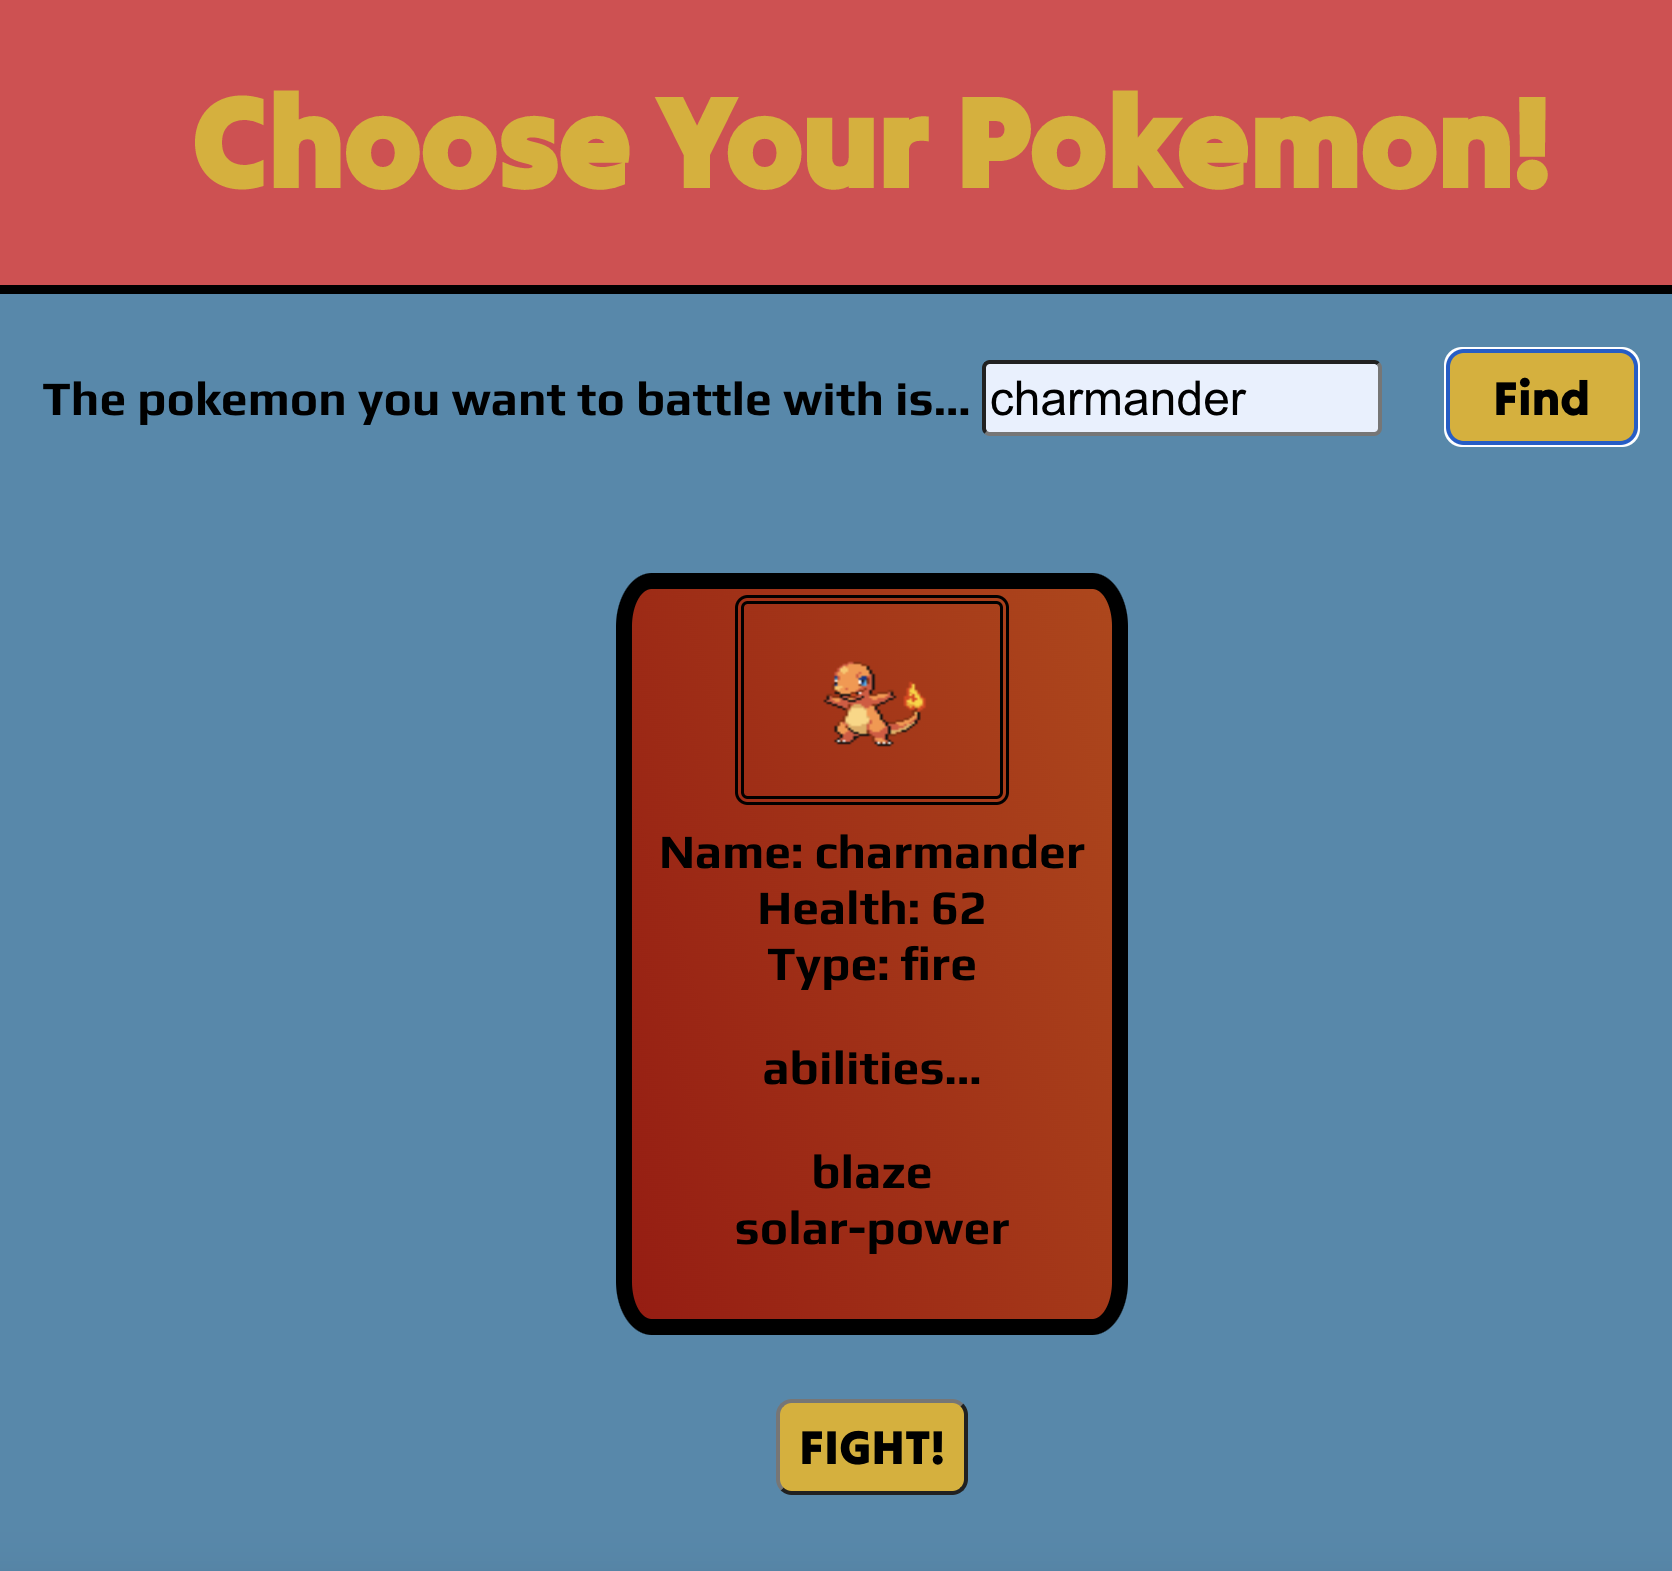 Choose Your Pokemon!
The pokemon you want to battle with is... charmander Find
Name: charmander
Health: 62
Type: fire
abilities...
blaze
solar-power
FIGHT!